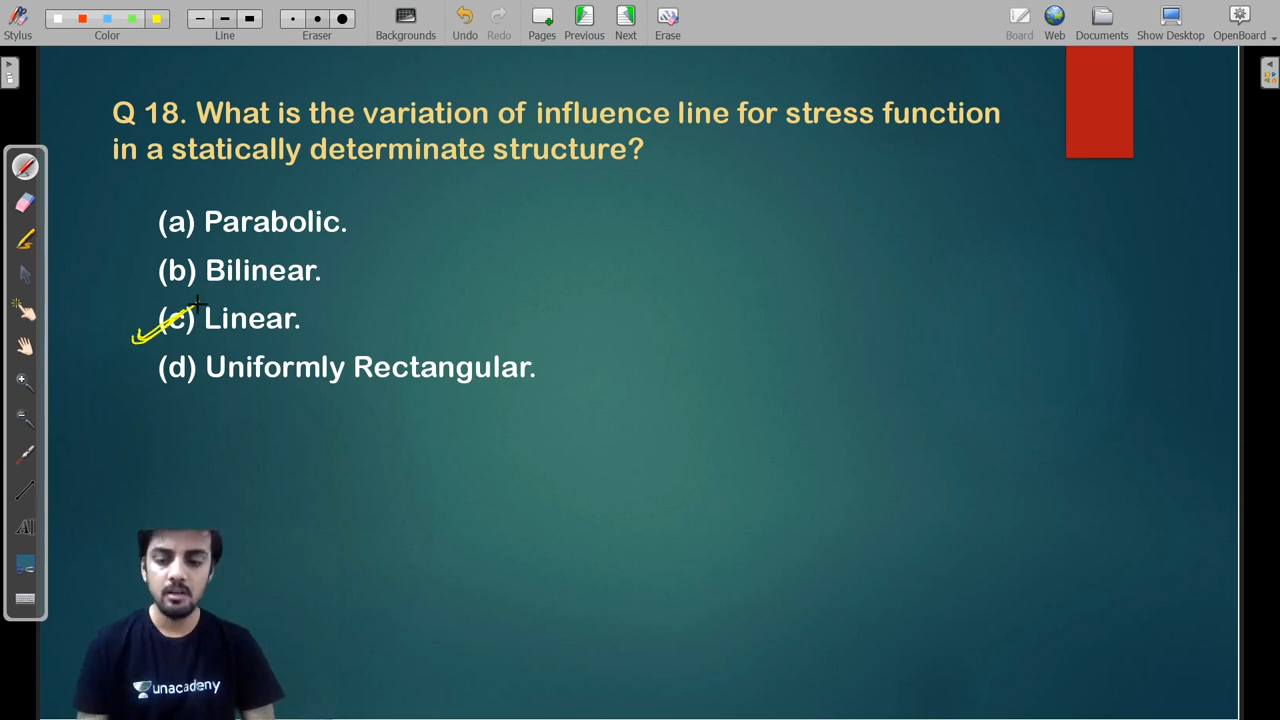 Stylus
Color
Line
Eraser
Backgrounds
Undo
Redo
Pages
Previous
Next
Erase
Board
Web
Documents
Show Desktop
OpenBoard
Q 18. What is the variation of influence line for stress function
in a statically determinate structure?
(a) Parabolic.
(b) Bilinear.
(c) Linear.
(d) Uniformly Rectangular.
unacademy